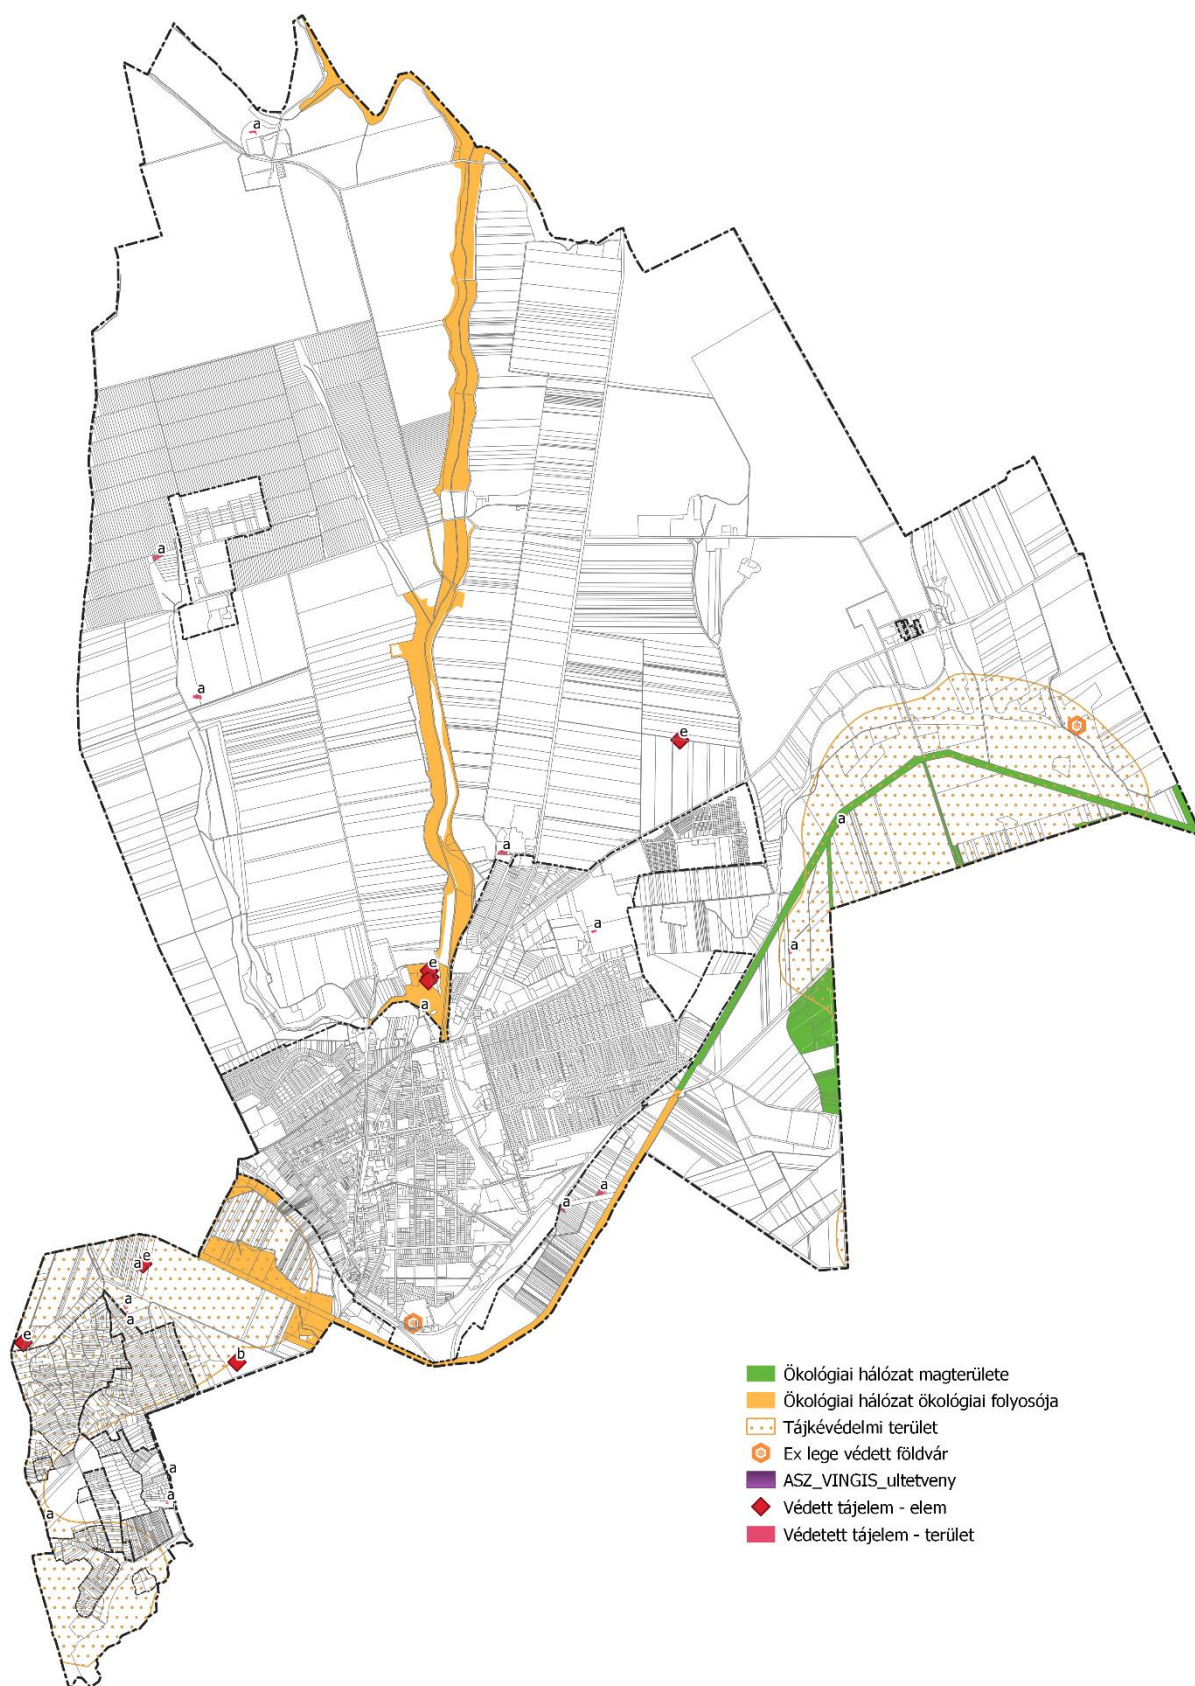 a
a
a
e
a
a
a
a
e
a
a
a
e
a
a
a
e
b
a
a
a
Ökológiai hálózat magterülete
Ökológiai hálózat ökológiai folyosója
Tájkévédelmi terület
Ex lege védett földvár
ASZ_VINGIS_ultetveny
Védett tájelem - elem
Védetett tájelem - terület